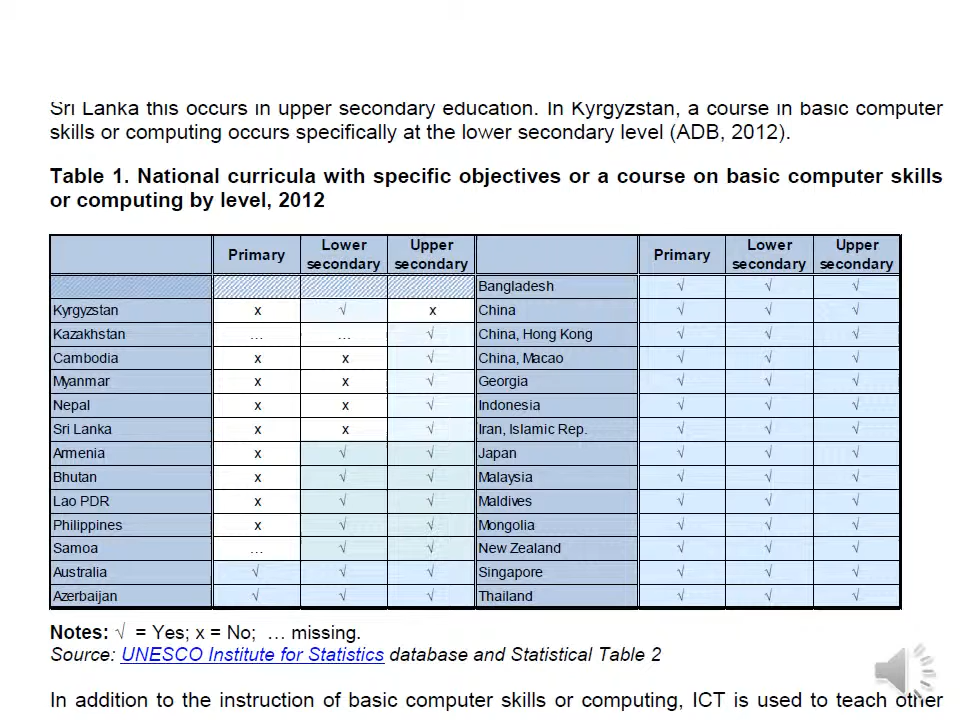 Sri Lanka this occurs in upper secondary education. In Kyrgyzstan, a course in basic computer
skills or computing occurs specifically at the lower secondary level (ADB, 2012).
Table 1. National curricula with specific objectives or a course on basic computer skills
or computing by level, 2012
Primary Lower secondary Upper secondary Primary Lower secondary Upper secondary
Bangladesh √ √ √
Kyrgyzstan x √ x China √ √ √
Kazakhstan … … √ China, Hong Kong √ √ √
Cambodia x x √ China, Macao √ √ √
Myanmar x x √ Georgia √ √ √
Nepal x x √ Indonesia √ √ √
Sri Lanka x x √ Iran, Islamic Rep. √ √ √
Armenia x √ √ Japan √ √ √
Bhutan x √ √ Malaysia √ √ √
Lao PDR x √ √ Maldives √ √ √
Philippines x √ √ Mongolia √ √ √
Samoa … √ √ New Zealand √ √ √
Australia √ √ √ Singapore √ √ √
Azerbaijan √ √ √ Thailand √ √ √
Notes: √ = Yes; x = No; … missing.
Source: UNESCO Institute for Statistics database and Statistical Table 2
In addition to the instruction of basic computer skills or computing, ICT is used to teach other